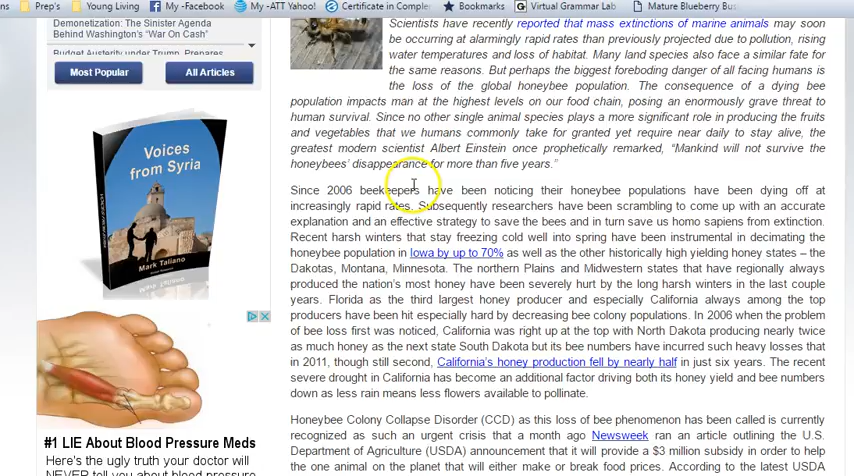 Prep's
Young Living
My -Facebook
My -ATT Yahoo!
Certificate in Complet
Bookmarks
Virtual Grammar Lab
Mature Blueberry Bus
Demonetization: The Sinister Agenda
Behind Washington's "War On Cash"
Budget Austerity under Trump. Prepares
Most Popular
All Articles
Voices
from Syria
Mark Taliano
#1 LIE About Blood Pressure Meds
Here's the ugly truth your doctor will
NEVER tell you about blood pressure
Scientists have recently reported that mass extinctions of marine animals may soon
be occurring at alarmingly rapid rates than previously projected due to pollution, rising
water temperatures and loss of habitat. Many land species also face a similar fate for
the same reasons. But perhaps the biggest foreboding danger of all facing humans is
the loss of the global honeybee population. The consequence of a dying bee
population impacts man at the highest levels on our food chain, posing an enormously grave threat to
human survival. Since no other single animal species plays a more significant role in producing the fruits
and vegetables that we humans commonly take for granted yet require near daily to stay alive, the
greatest modern scientist Albert Einstein once prophetically remarked, "Mankind will not survive the
honeybees' disappearance for more than five years."
Since 2006 beekeepers have been noticing their honeybee populations have been dying off at
increasingly rapid rates. Subsequently researchers have been scrambling to come up with an accurate
explanation and an effective strategy to save the bees and in turn save us homo sapiens from extinction.
Recent harsh winters that stay freezing cold well into spring have been instrumental in decimating the
honeybee population in Iowa by up to 70% as well as the other historically high yielding honey states – the
Dakotas, Montana, Minnesota. The northern Plains and Midwestern states that have regionally always
produced the nation's most honey have been severely hurt by the long harsh winters in the last couple
years. Florida as the third largest honey producer and especially California always among the top
producers have been hit especially hard by decreasing bee colony populations. In 2006 when the problem
of bee loss first was noticed, California was right up at the top with North Dakota producing nearly twice
as much honey as the next state South Dakota but its bee numbers have incurred such heavy losses that
in 2011, though still second, California's honey production fell by nearly half in just six years. The recent
severe drought in California has become an additional factor driving both its honey yield and bee numbers
down as less rain means less flowers available to pollinate.
Honeybee Colony Collapse Disorder (CCD) as this loss of bee phenomenon has been called is currently
recognized as such an urgent crisis that a month ago Newsweek ran an article outlining the U.S.
Department of Agriculture (USDA) announcement that it will provide a $3 million subsidy in order to help
the one animal on the planet that will either make or break food prices. According to the latest USDA